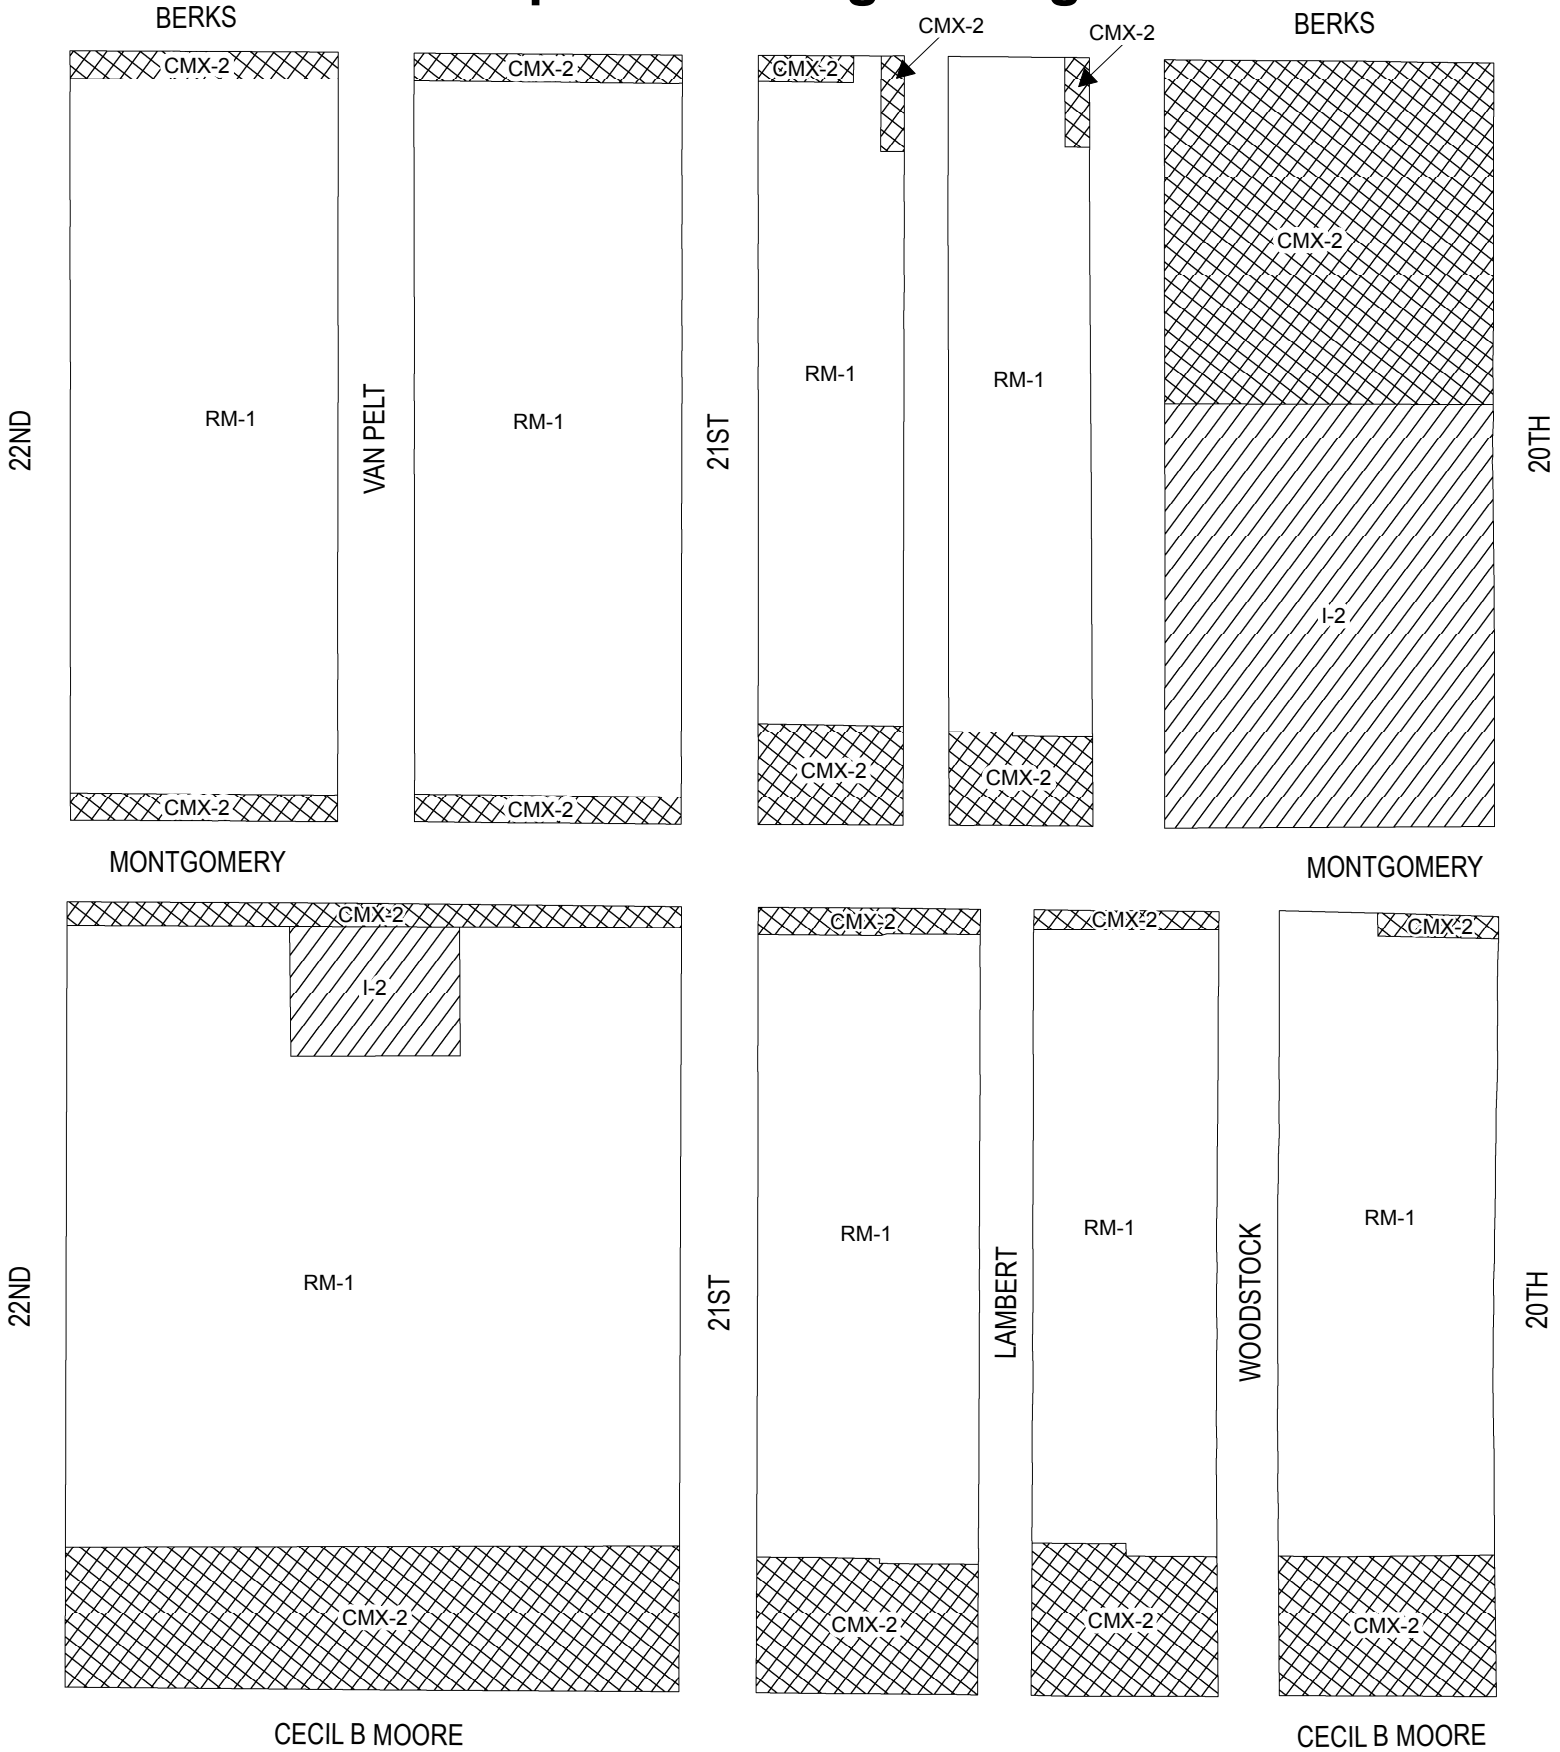 BERKS
CMX-2
CMX-2
BERKS
CMX-2
CMX-2
CMX-2
CMX-2
RM-1
RM-1
RM-1
RM-1
I-2
22ND
VAN PELT
21ST
20TH
CMX-2
CMX-2
CMX-2
CMX-2
MONTGOMERY
MONTGOMERY
CMX-2
CMX-2
CMX-2
CMX-2
I-2
RM-1
RM-1
RM-1
RM-1
22ND
21ST
LAMBERT
WOODSTOCK
20TH
CMX-2
CMX-2
CMX-2
CMX-2
CECIL B MOORE
CECIL B MOORE